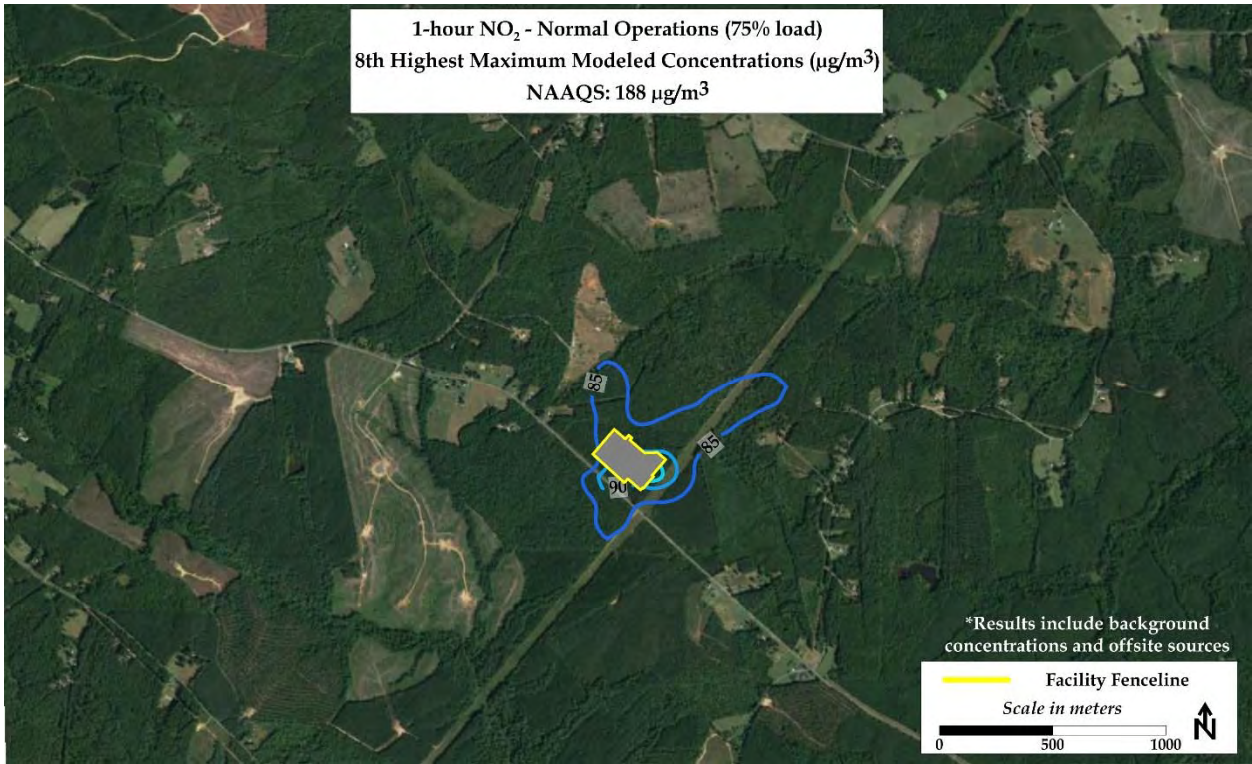 1-hour NO₂ - Normal Operations (75% load)
8th Highest Maximum Modeled Concentrations (μg/m³)
NAAQS: 188 μg/m³
85
85
90
*Results include background
concentrations and offsite sources
Facility Fenceline
Scale in meters
0 500 1000
N